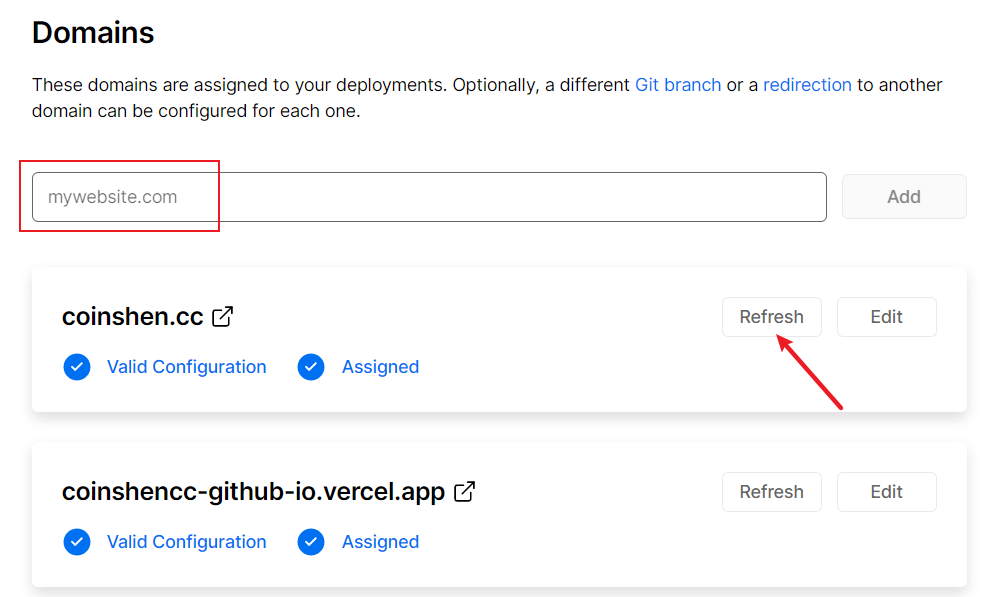 Domains
These domains are assigned to your deployments. Optionally, a different Git branch or a redirection to another
domain can be configured for each one.
mywebsite.com
Add
coinshen.cc
Refresh
Edit
Valid Configuration
Assigned
coinshencc-github-io.vercel.app
Refresh
Edit
Valid Configuration
Assigned